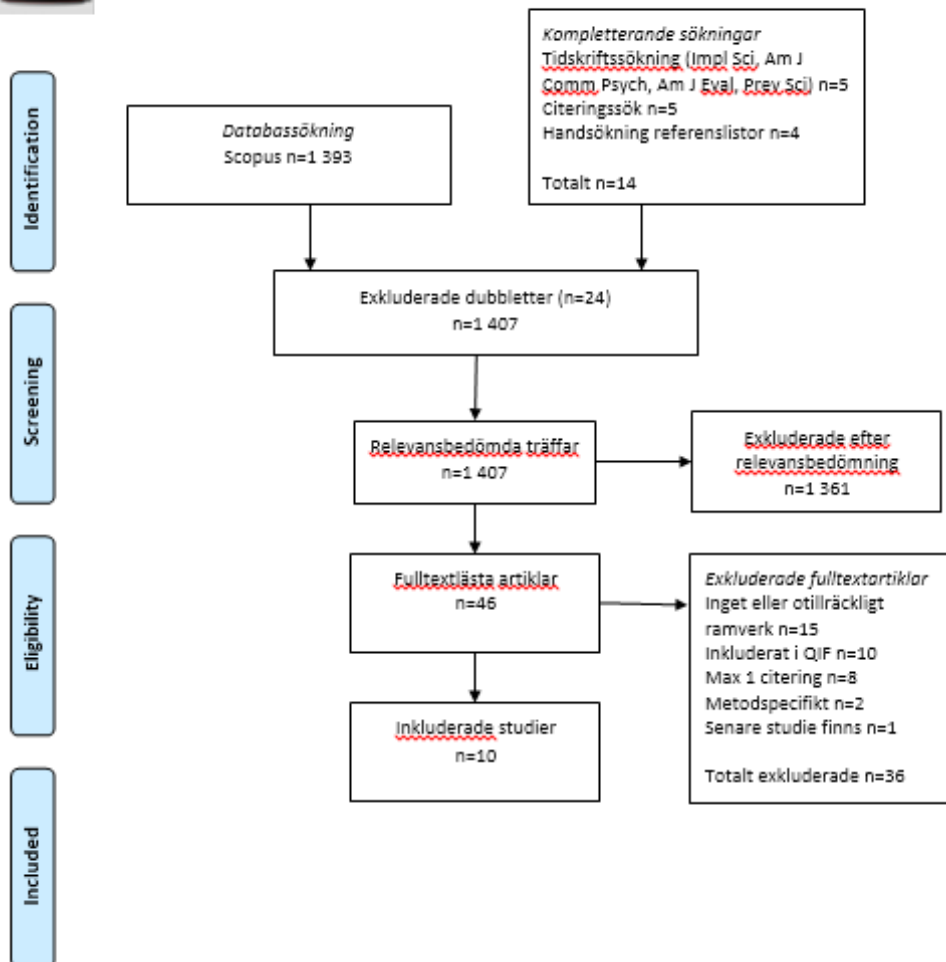 Identification
Databassökning
Scopus n=1 393
Kompletterande sökningar
Tidskriftssökning (Impl Sci, Am J
Comm Psych, Am J Eval, Prev Sci) n=5
Citeringssök n=5
Handsökning referenslistor n=4
Totalt n=14
Exkluderade dubbletter (n=24)
n=1 407
Screening
Relevansbedömda träffar
n=1 407
Exkluderade efter
relevansbedömning
n=1 361
Eligibility
Fulltextlästa artiklar
n=46
Exkluderade fulltextartiklar
Inget eller otillräckligt
ramverk n=15
Inkluderat i QIF n=10
Max 1 citering n=8
Metodspecifikt n=2
Senare studie finns n=1
Totalt exkluderade n=36
Inkluderade studier
n=10
Included